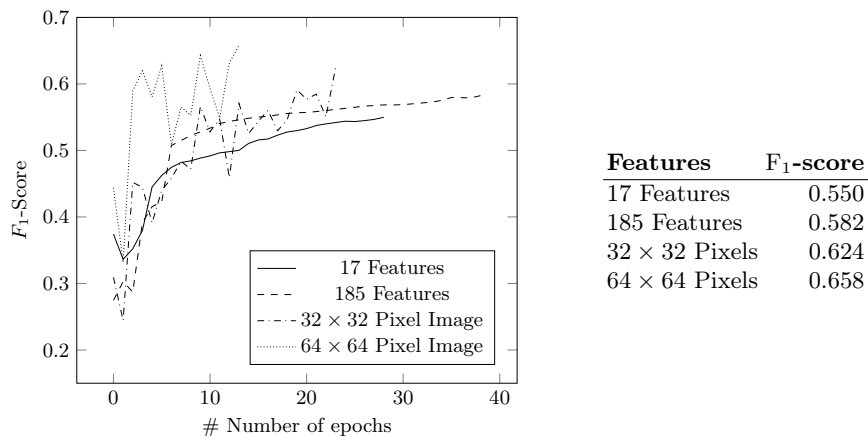 0.7
0.6
0.5
0.4
0.3
0.2
F₁-Score
0 10 20 30 40
# Number of epochs
17 Features
185 Features
32 × 32 Pixel Image
64 × 64 Pixel Image
Features F₁-score
17 Features 0.550
185 Features 0.582
32 × 32 Pixels 0.624
64 × 64 Pixels 0.658